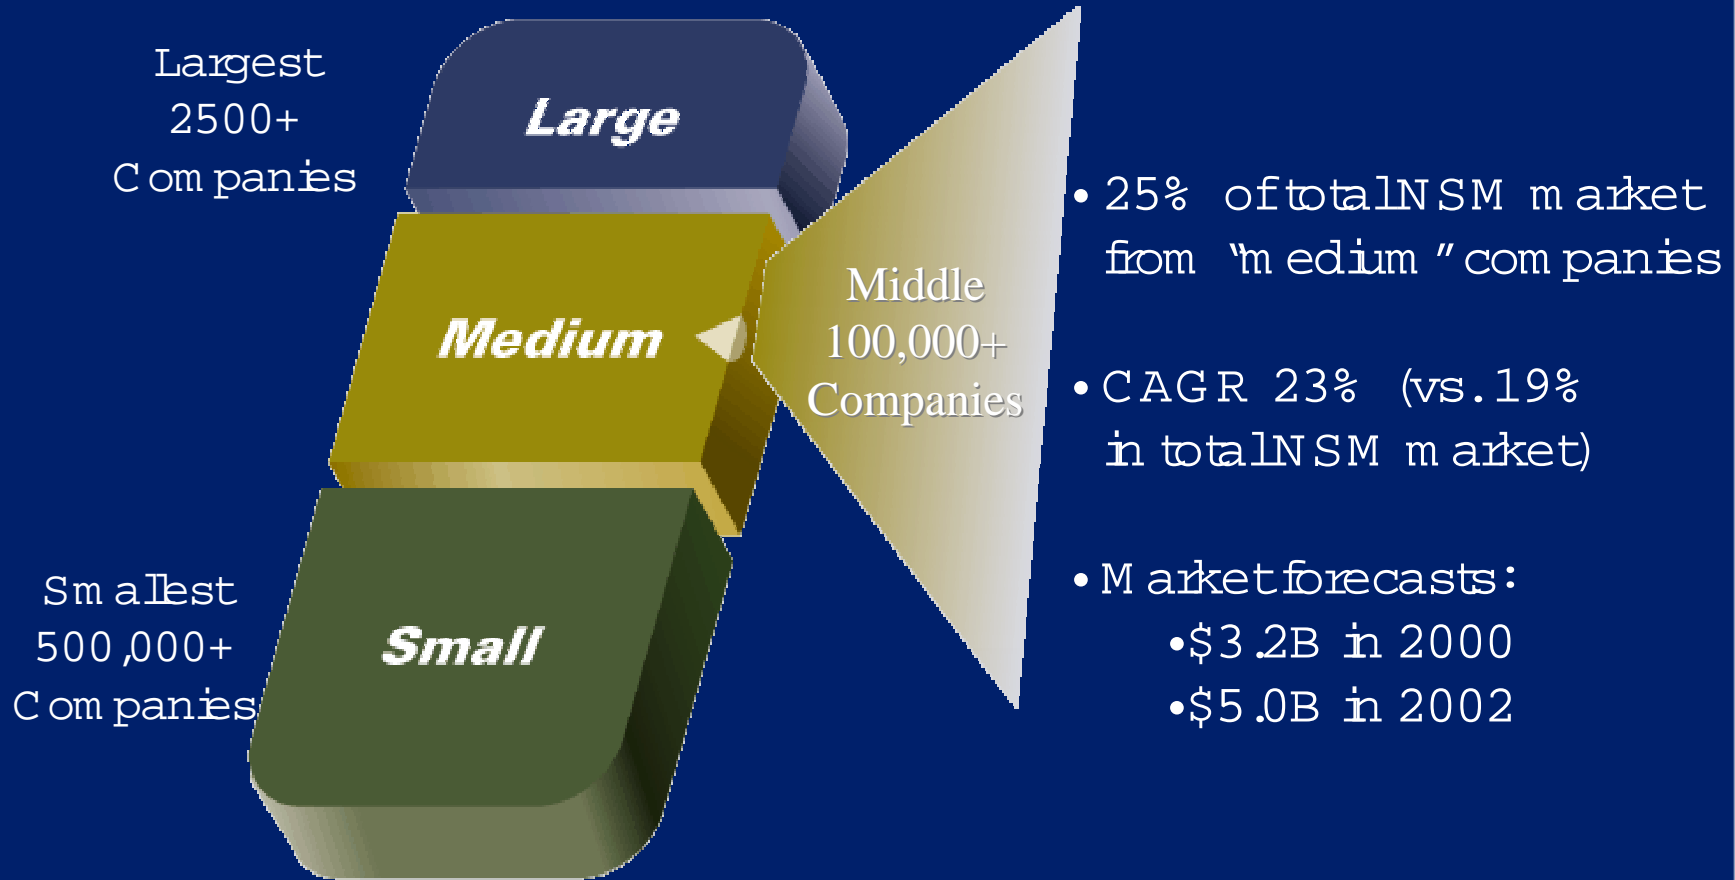 Largest
2500+
Companies
Large
Medium
Middle
100,000+
Companies
Smallest
500,000+
Companies
Small
• 25% of total NSM market
from “medium” companies
• CAGR 23% (vs. 19%
in total NSM market)
• Market forecasts:
•$3.2B in 2000
•$5.0B in 2002